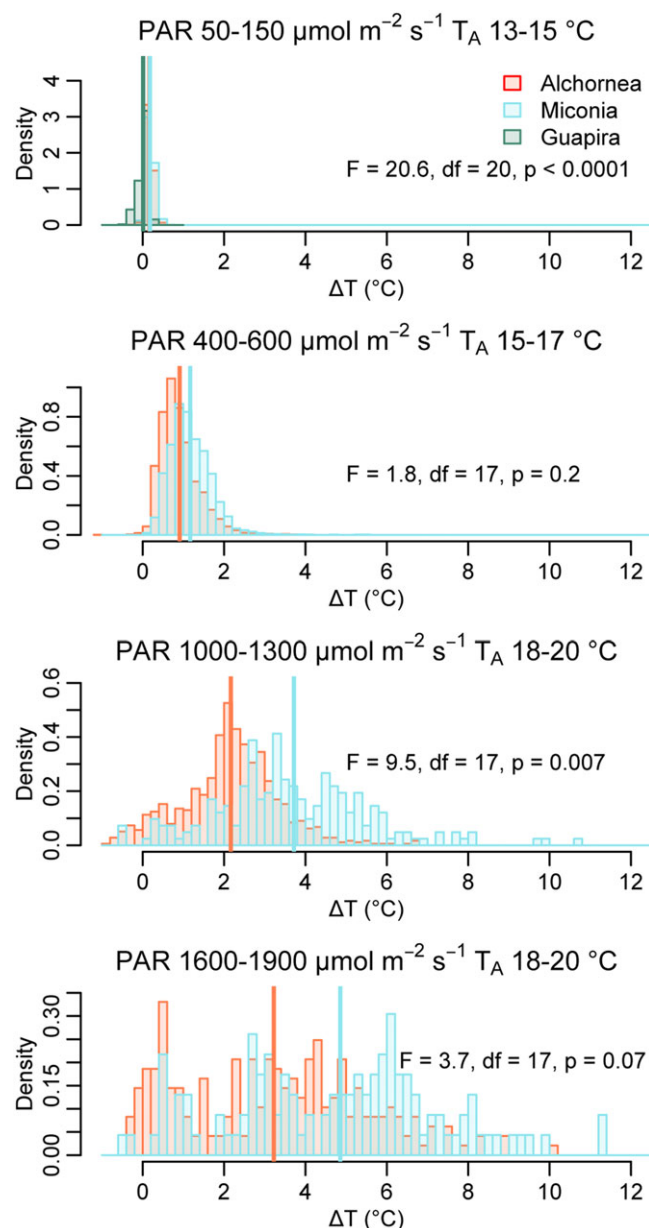 PAR 50-150 μmol m⁻² s⁻¹ T_A 13-15 °C
Density
0 1 2 3 4
Alchornea
Miconia
Guapira
F = 20.6, df = 20, p < 0.0001
0 2 4 6 8 10 12
ΔT (°C)
PAR 400-600 μmol m⁻² s⁻¹ T_A 15-17 °C
Density
0.0 0.4 0.8
F = 1.8, df = 17, p = 0.2
0 2 4 6 8 10 12
ΔT (°C)
PAR 1000-1300 μmol m⁻² s⁻¹ T_A 18-20 °C
Density
0.0 0.2 0.4 0.6
F = 9.5, df = 17, p = 0.007
0 2 4 6 8 10 12
ΔT (°C)
PAR 1600-1900 μmol m⁻² s⁻¹ T_A 18-20 °C
Density
0.00 0.15 0.30
F = 3.7, df = 17, p = 0.07
0 2 4 6 8 10 12
ΔT (°C)